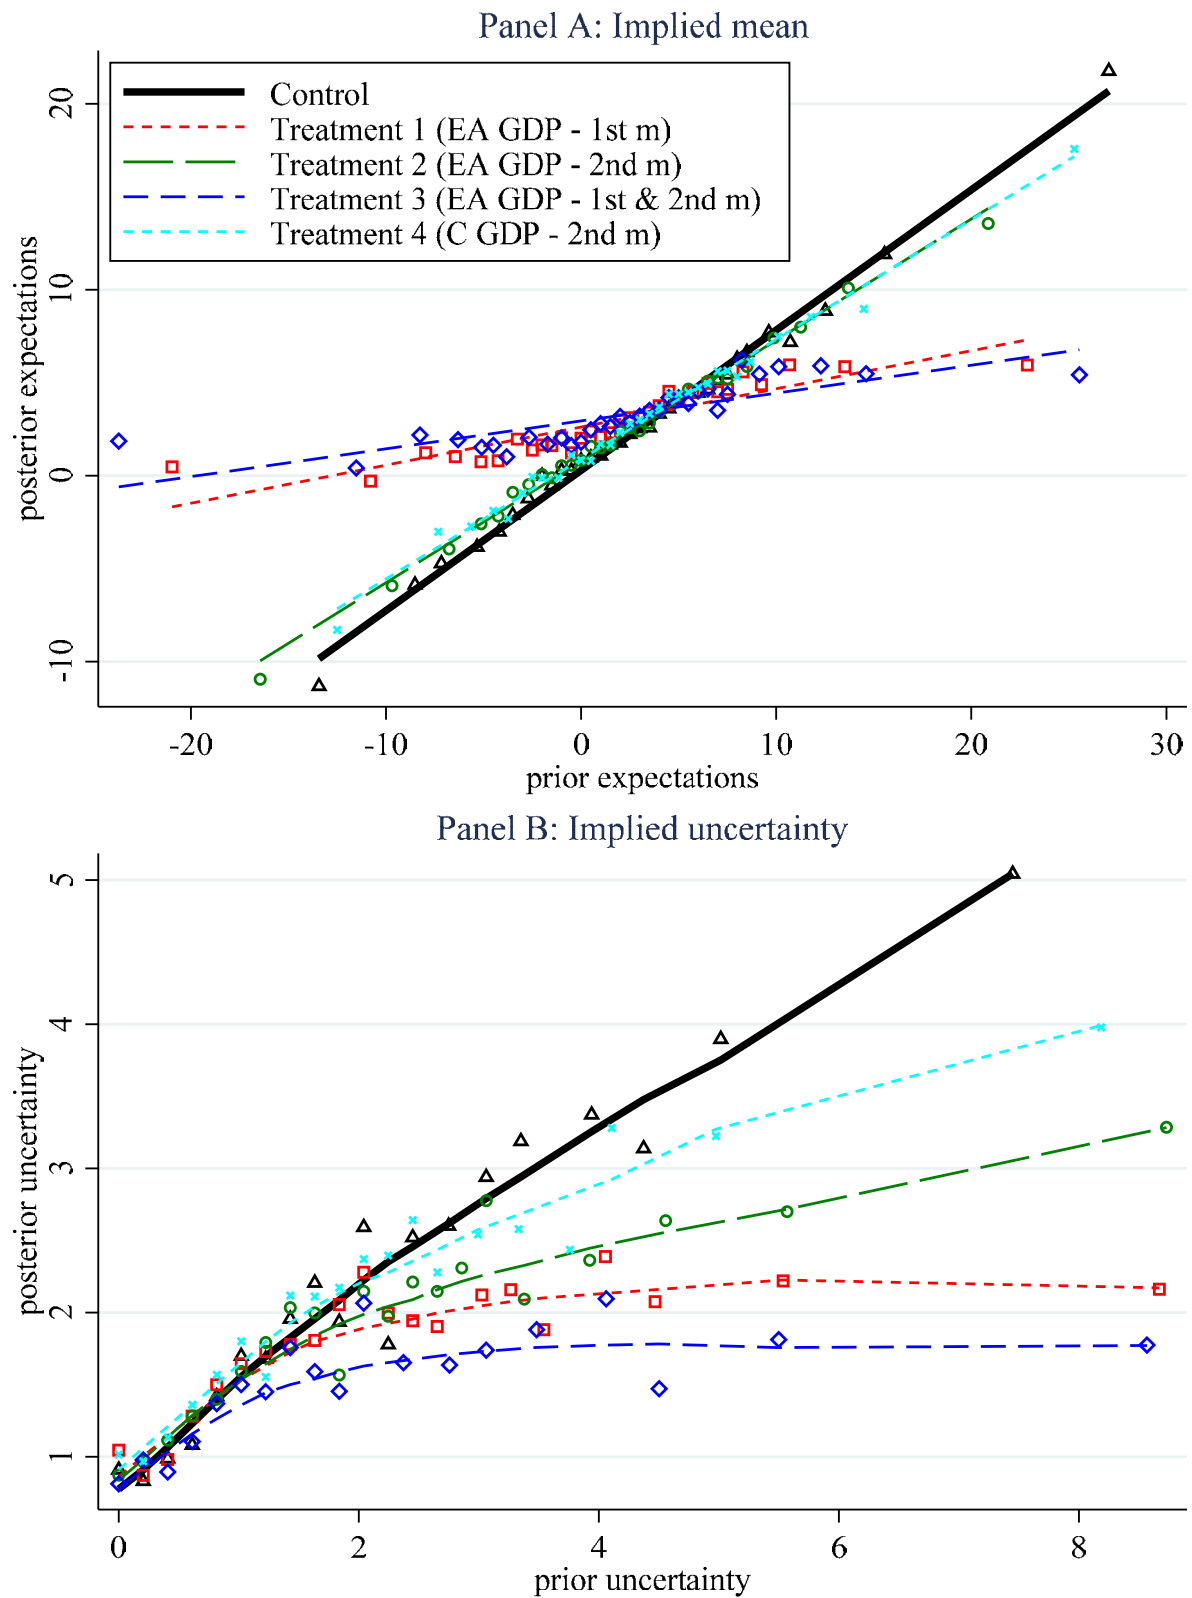 Panel A: Implied mean
Control
Treatment 1 (EA GDP - 1st m)
Treatment 2 (EA GDP - 2nd m)
Treatment 3 (EA GDP - 1st & 2nd m)
Treatment 4 (C GDP - 2nd m)
posterior expectations
20
10
0
-10
-20
-10
0
10
20
30
prior expectations
Panel B: Implied uncertainty
posterior uncertainty
5
4
3
2
1
0
2
4
6
8
prior uncertainty